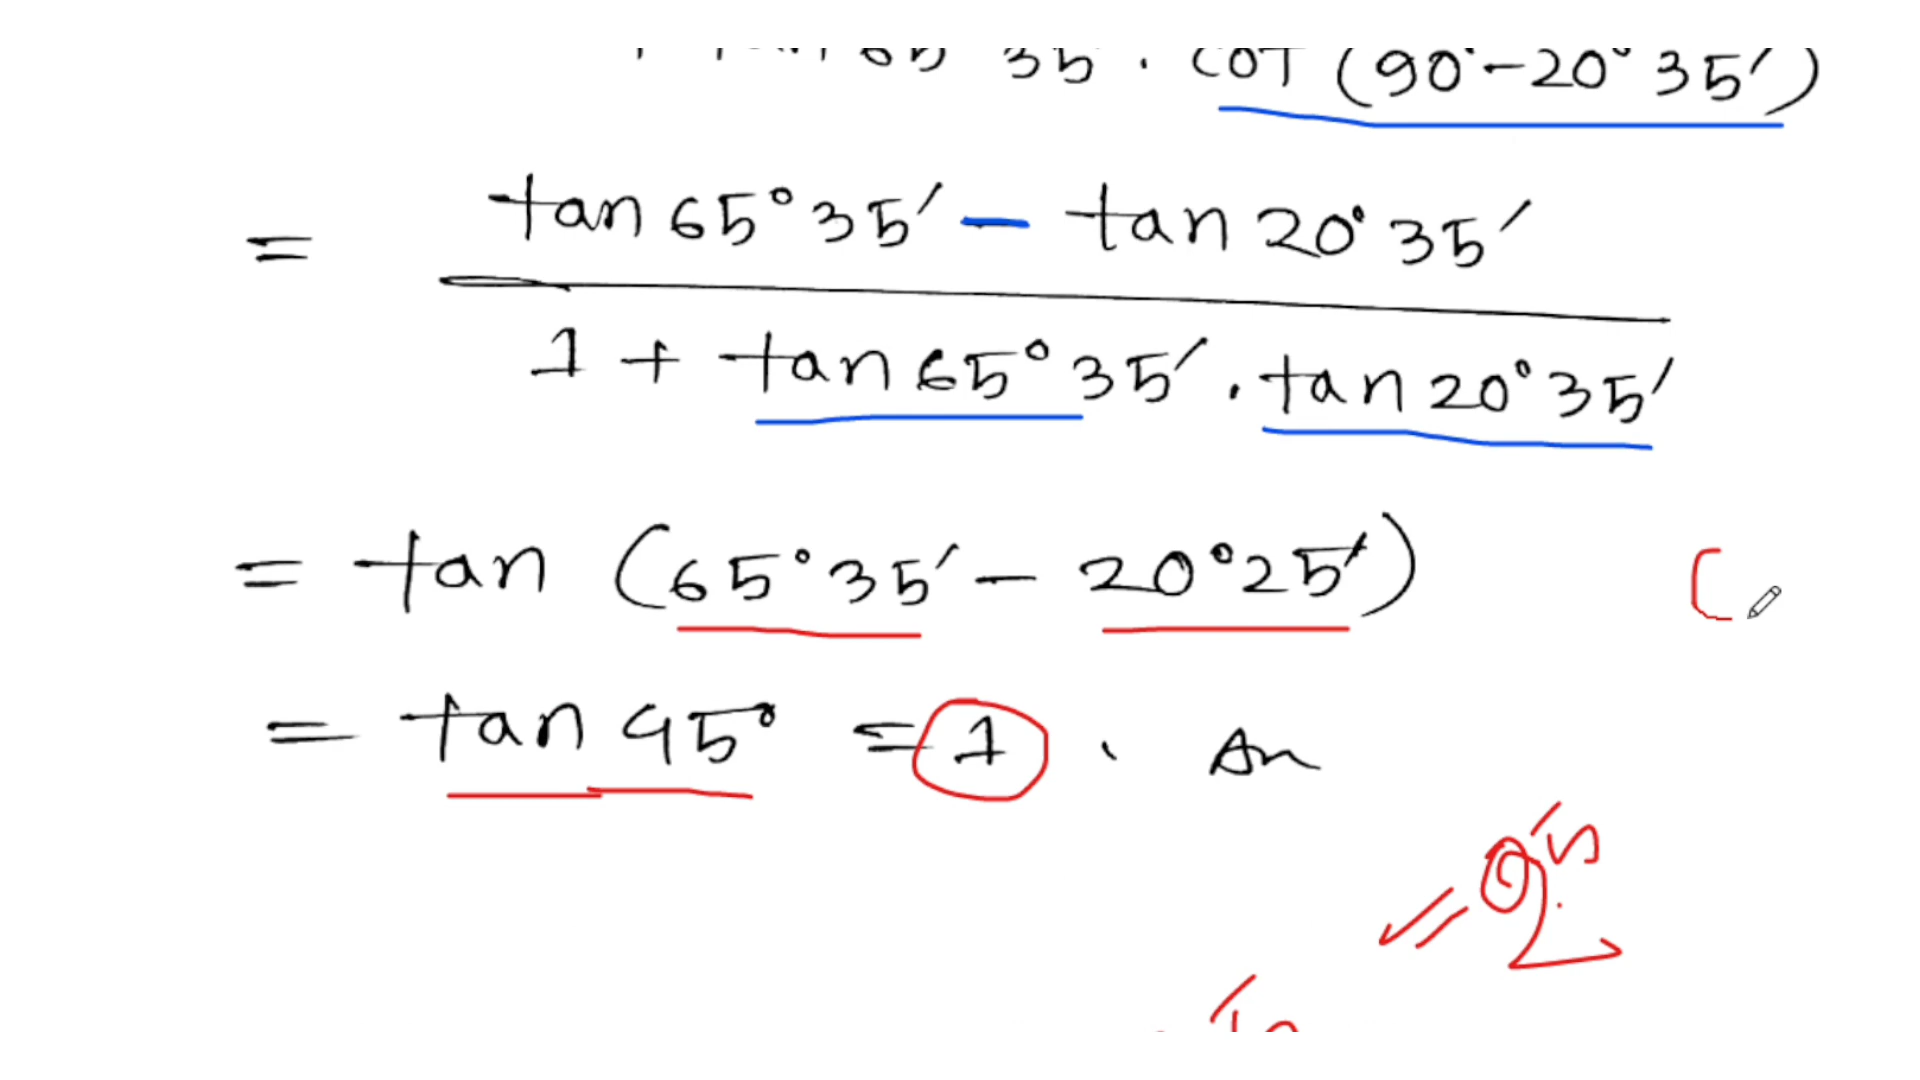 35 . cot (90°-20°35′)
= tan 65°35′ - tan 20°35′
1 + tan 65°35′ . tan 20°35′
= tan (65°35′ - 20°25′) (
= tan 45° = 1 . An
=